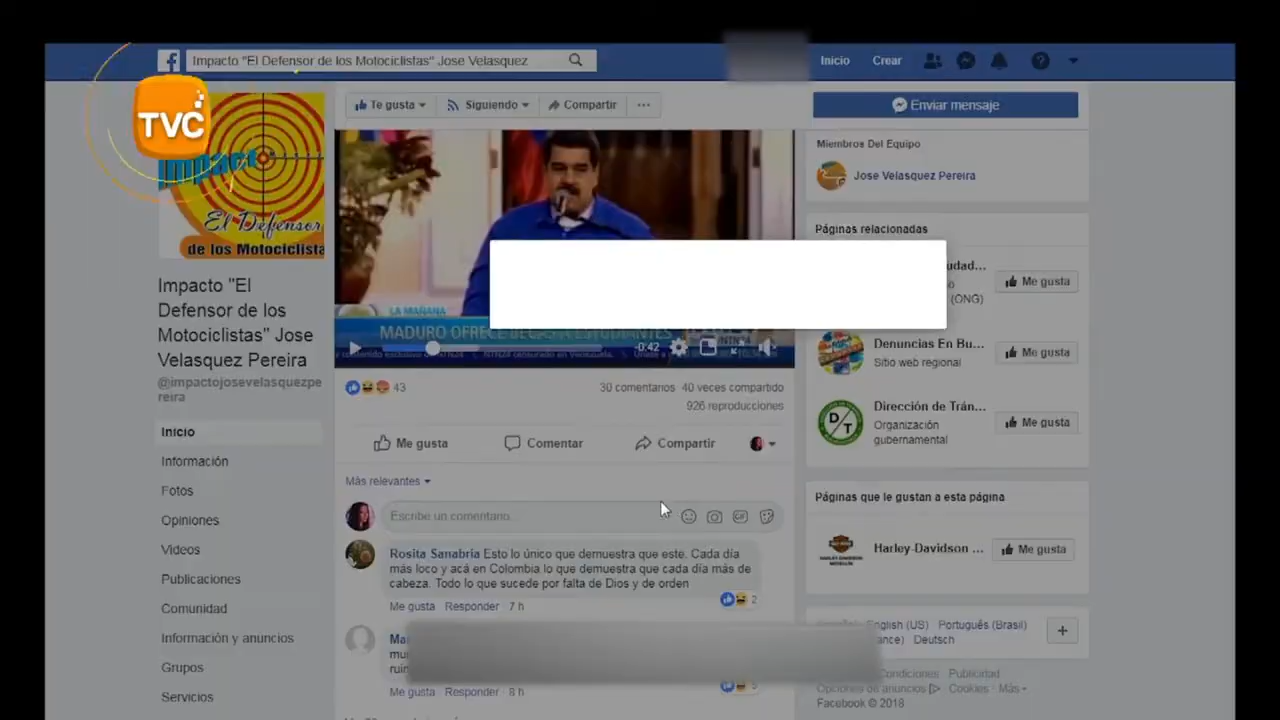 Impacto "El Defensor de los Motociclistas" Jose Velasquez
Inicio
Crear
TVC
Impact
El Defensor
de los Motociclista
Te gusta
Siguiendo
Compartir
Enviar mensaje
Impacto "El
Defensor de los
Motociclistas" Jose
Velasquez Pereira
@impactojosevelasquezpe
reira
Inicio
Información
Fotos
Opiniones
Videos
Publicaciones
Comunidad
Información y anuncios
Grupos
Servicios
LA MAÑANA
MADURO OFRECE BECAS A ESTUDIANTES
-0:42
43
30 comentarios 40 veces compartido
926 reproducciones
Me gusta
Comentar
Compartir
Más relevantes
Escribe un comentario...
GIF
Rosita Sanabria Esto lo único que demuestra que este. Cada día
más loco y acá en Colombia lo que demuestra que cada día más de
cabeza. Todo lo que sucede por falta de Dios y de orden
2
Me gusta Responder 7 h
Me gusta Responder 8 h
Miembros Del Equipo
Jose Velasquez Pereira
Páginas relacionadas
udad...
(ONG)
Me gusta
Denuncias En Bu...
Sitio web regional
Me gusta
D T
Dirección de Trán...
Organización
gubernamental
Me gusta
Páginas que le gustan a esta página
Harley-Davidson ...
Me gusta
English (US) Português (Brasil)
Deutsch
Condiciones Publicidad
Opciones de anuncios Cookies Más
Facebook © 2018